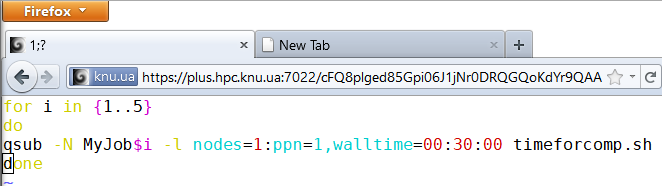 Firefox
1;?
New Tab
knu.ua https://plus.hpc.knu.ua:7022/cFQ8plged85Gpi06J1jNr0DRQGQoKdYr9QAA
for i in {1..5}
do
qsub -N MyJob$i -l nodes=1:ppn=1,walltime=00:30:00 timeforcomp.sh
done
~